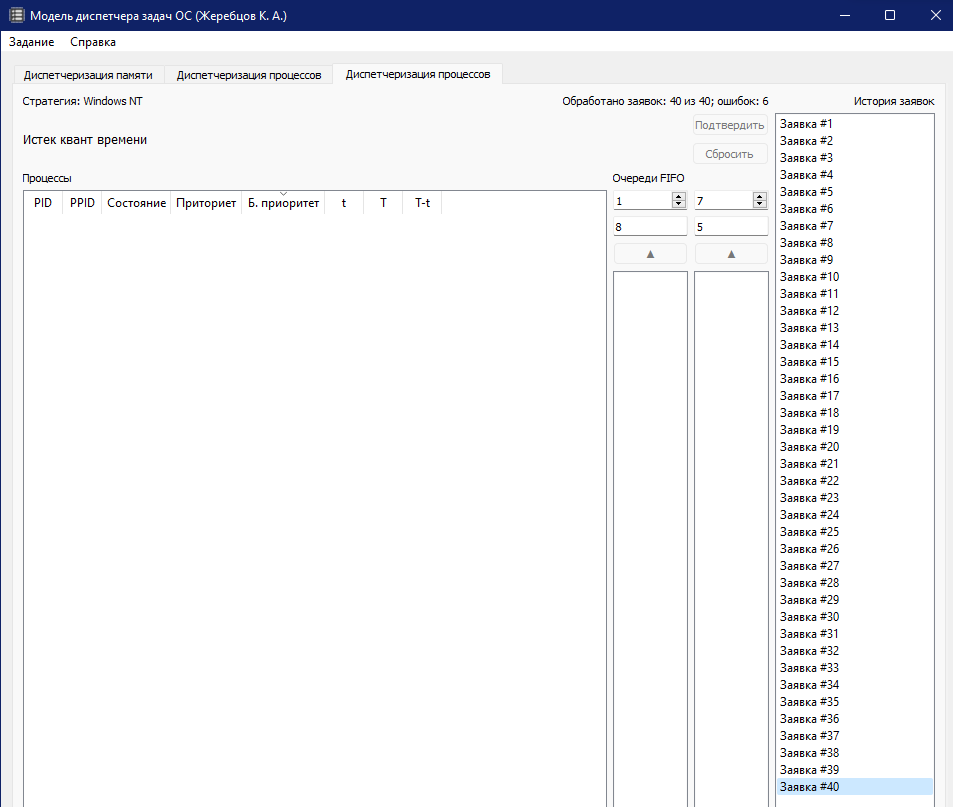 Модель диспетчера задач ОС (Жеребцов К. А.)
Задание Справка
Диспетчеризация памяти Диспетчеризация процессов Диспетчеризация процессов
Стратегия: Windows NT Обработано заявок: 40 из 40; ошибок: 6 История заявок
Истек квант времени
Подтвердить
Сбросить
Процессы Очереди FIFO
PID PPID Состояние Приториет Б. приоритет t T T-t
1 7
8 5
▲ ▲
Заявка #1
Заявка #2
Заявка #3
Заявка #4
Заявка #5
Заявка #6
Заявка #7
Заявка #8
Заявка #9
Заявка #10
Заявка #11
Заявка #12
Заявка #13
Заявка #14
Заявка #15
Заявка #16
Заявка #17
Заявка #18
Заявка #19
Заявка #20
Заявка #21
Заявка #22
Заявка #23
Заявка #24
Заявка #25
Заявка #26
Заявка #27
Заявка #28
Заявка #29
Заявка #30
Заявка #31
Заявка #32
Заявка #33
Заявка #34
Заявка #35
Заявка #36
Заявка #37
Заявка #38
Заявка #39
Заявка #40